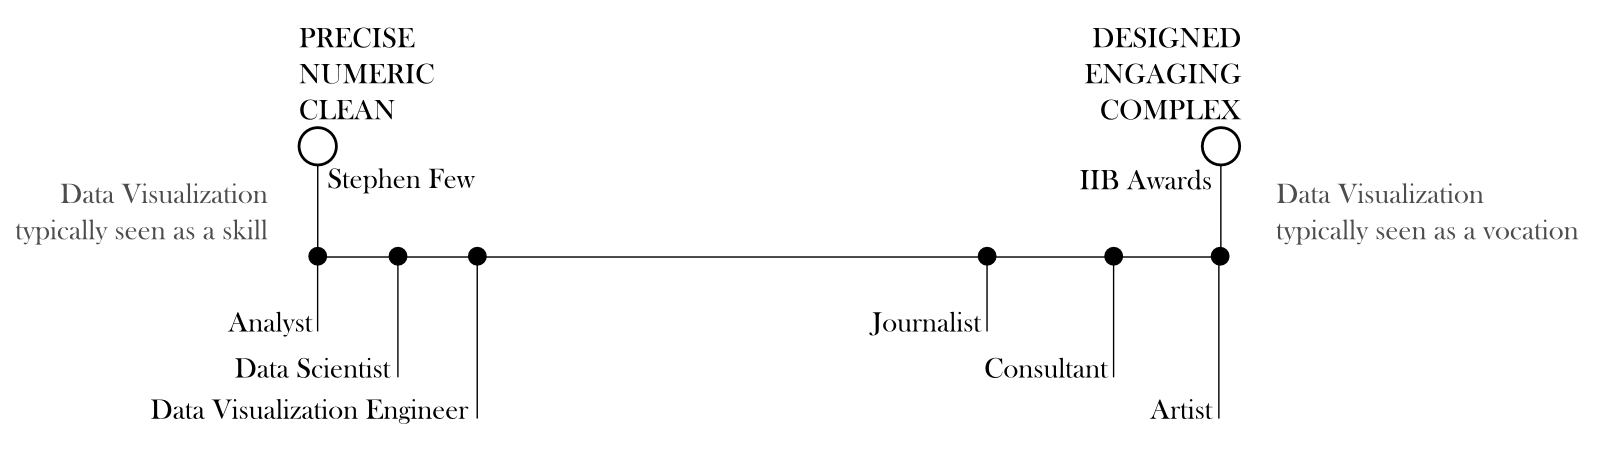 PRECISE
NUMERIC
CLEAN
DESIGNED
ENGAGING
COMPLEX
Stephen Few
IIB Awards
Data Visualization
typically seen as a skill
Data Visualization
typically seen as a vocation
Analyst
Data Scientist
Data Visualization Engineer
Journalist
Consultant
Artist